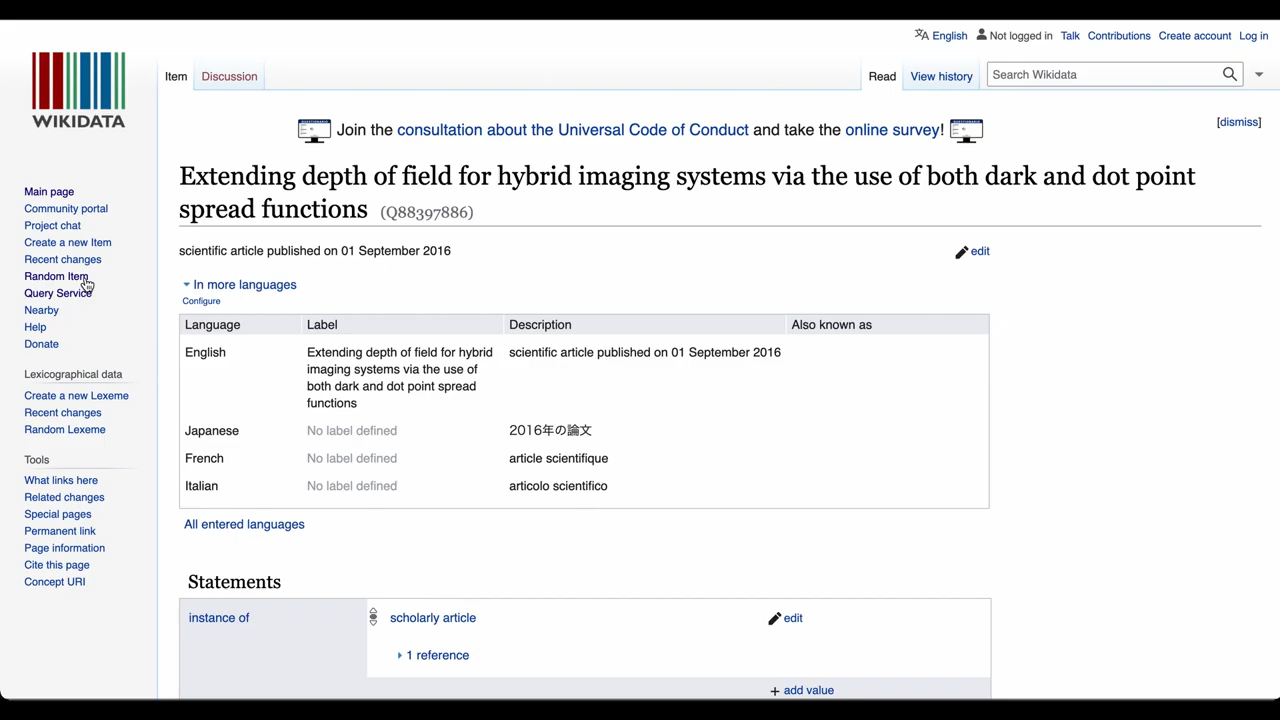 English Not logged in Talk Contributions Create account Log in
WIKIDATA
Item Discussion Read View history Search Wikidata
Join the consultation about the Universal Code of Conduct and take the online survey! [dismiss]
Extending depth of field for hybrid imaging systems via the use of both dark and dot point
spread functions (Q88397886)
scientific article published on 01 September 2016 edit
In more languages
Configure
Language Label Description Also known as
English Extending depth of field for hybrid scientific article published on 01 September 2016
imaging systems via the use of
both dark and dot point spread
functions
Japanese No label defined 2016年の論文
French No label defined article scientifique
Italian No label defined articolo scientifico
All entered languages
Statements
instance of scholarly article edit
1 reference
+ add value
Main page
Community portal
Project chat
Create a new Item
Recent changes
Random Item
Query Service
Nearby
Help
Donate
Lexicographical data
Create a new Lexeme
Recent changes
Random Lexeme
Tools
What links here
Related changes
Special pages
Permanent link
Page information
Cite this page
Concept URI